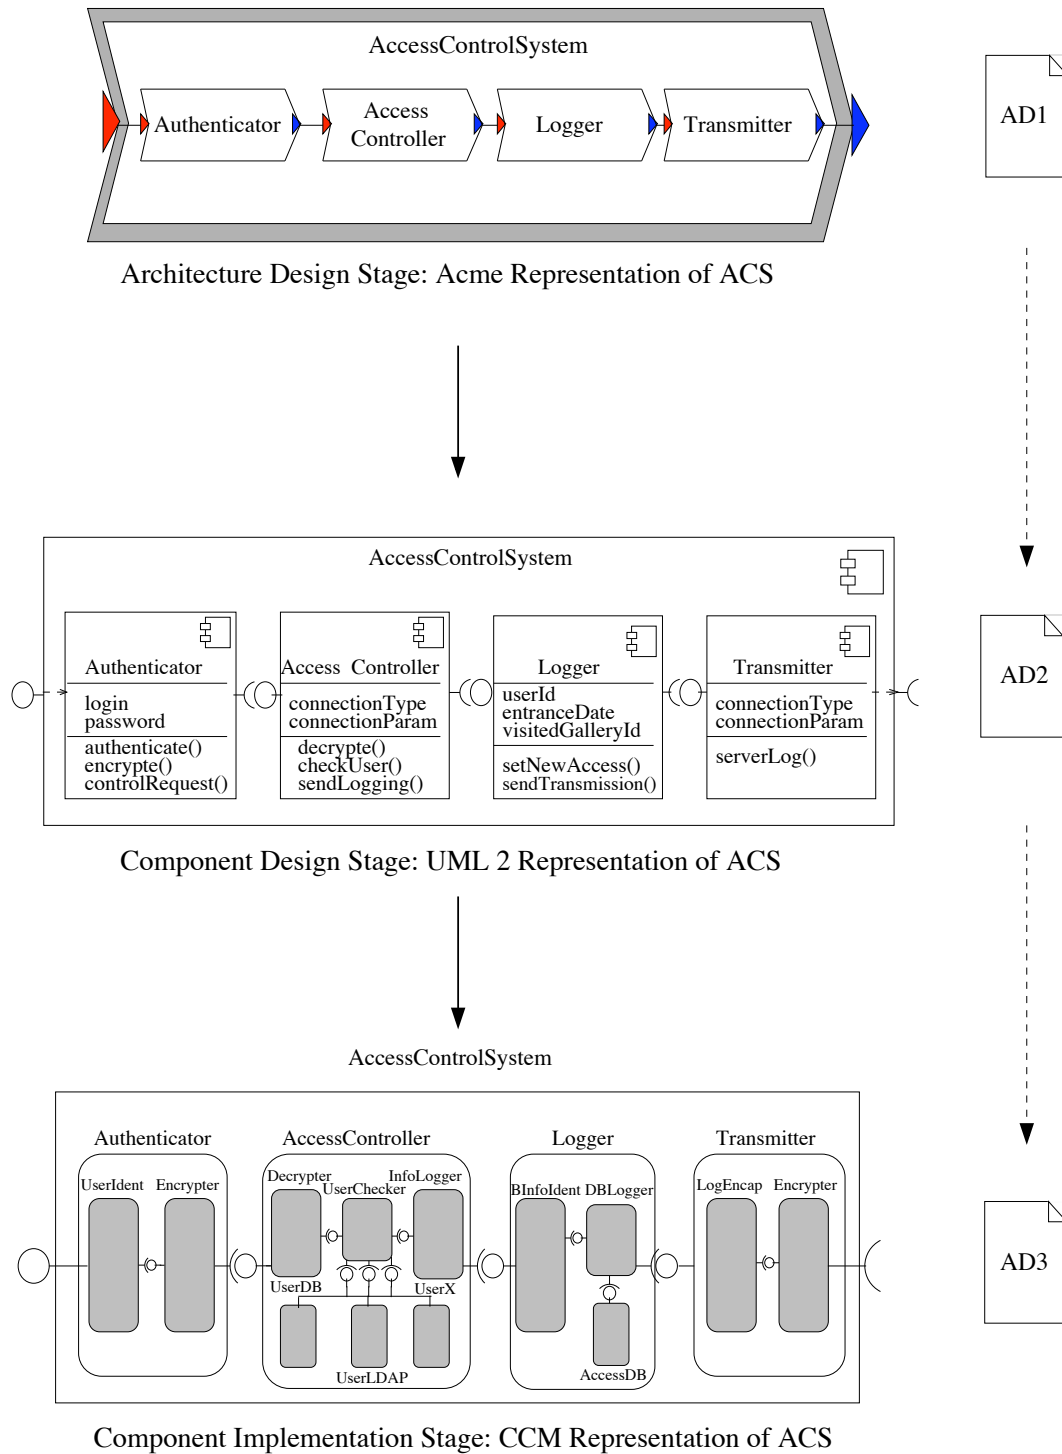 AccessControlSystem
Authenticator
Access
Controller
Logger
Transmitter
AD1
Architecture Design Stage: Acme Representation of ACS
AccessControlSystem
Authenticator
login
password
authenticate()
encrypte()
controlRequest()
Access Controller
connectionType
connectionParam
decrypte()
checkUser()
sendLogging()
Logger
userId
entranceDate
visitedGalleryId
setNewAccess()
sendTransmission()
Transmitter
connectionType
connectionParam
serverLog()
AD2
Component Design Stage: UML 2 Representation of ACS
AccessControlSystem
Authenticator
UserIdent Encrypter
AccessController
Decrypter
UserChecker
InfoLogger
UserDB
UserX
UserLDAP
Logger
BInfoIdent DBLogger
AccessDB
Transmitter
LogEncap Encrypter
AD3
Component Implementation Stage: CCM Representation of ACS